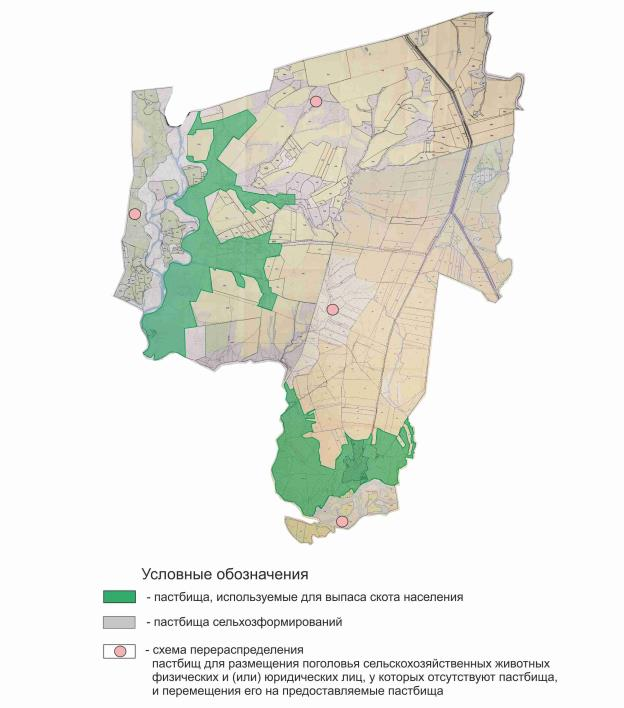 Условные обозначения
- пастбища, используемые для выпаса скота населения
- пастбища сельхозформирований
- схема перераспределения
пастбищ для размещения поголовья сельскохозяйственных животных
физических и (или) юридических лиц, у которых отсутствуют пастбища,
и перемещения его на предоставляемые пастбища